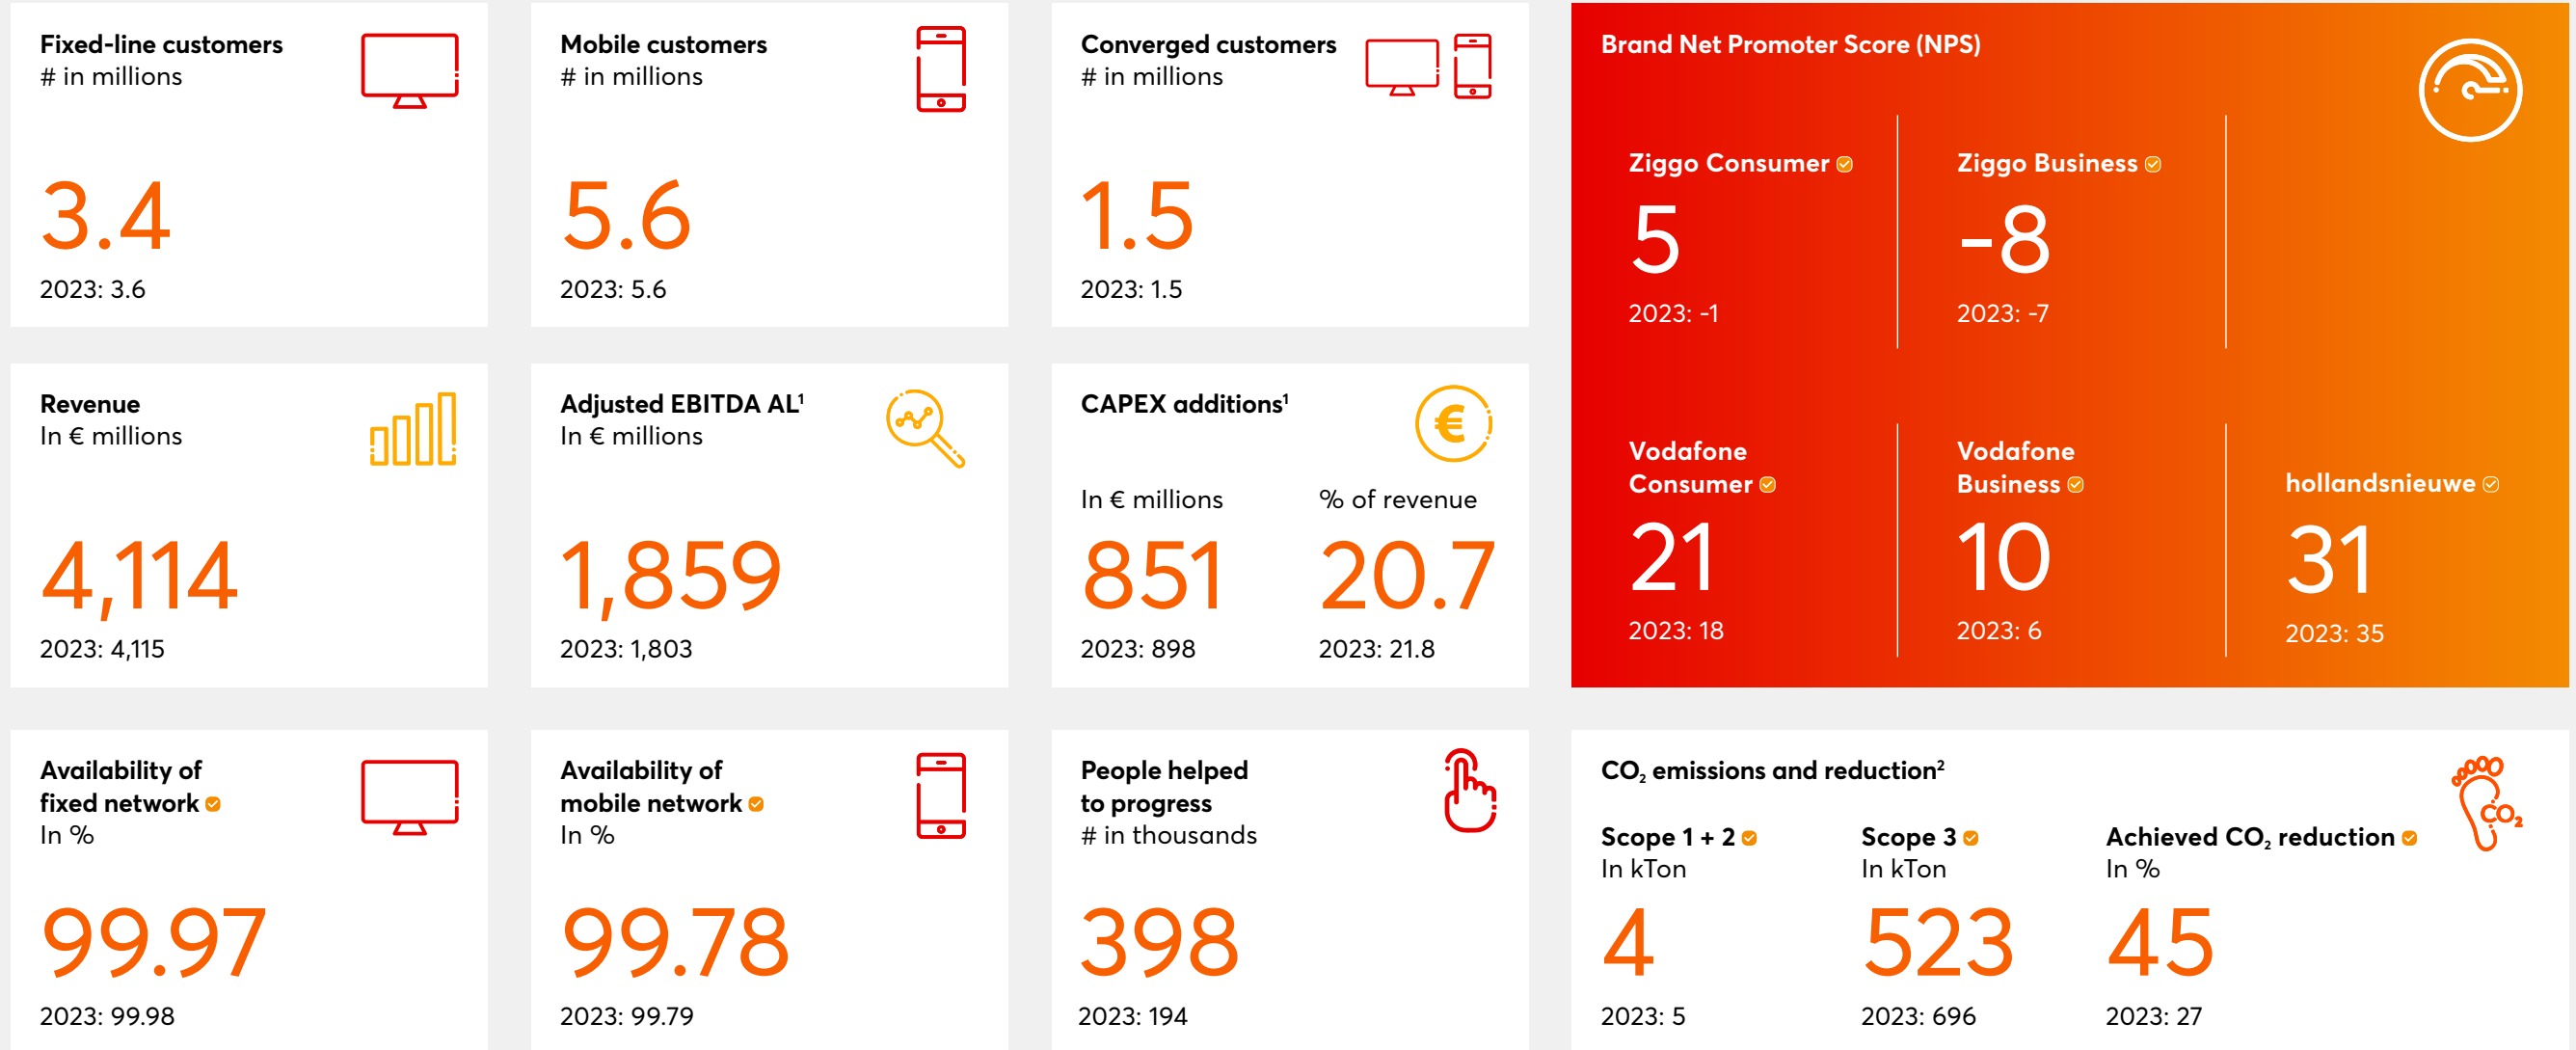 Fixed-line customers
# in millions
3.4
2023: 3.6
Mobile customers
# in millions
5.6
2023: 5.6
Converged customers
# in millions
1.5
2023: 1.5
Brand Net Promoter Score (NPS)
Ziggo Consumer
5
2023: -1
Ziggo Business
-8
2023: -7
Vodafone
Consumer
21
2023: 18
Vodafone
Business
10
2023: 6
hollandsnieuwe
31
2023: 35
Revenue
In € millions
4,114
2023: 4,115
Adjusted EBITDA AL¹
In € millions
1,859
2023: 1,803
CAPEX additions¹
In € millions
851
2023: 898
% of revenue
20.7
2023: 21.8
Availability of
fixed network
In %
99.97
2023: 99.98
Availability of
mobile network
In %
99.78
2023: 99.79
People helped
to progress
# in thousands
398
2023: 194
CO₂ emissions and reduction²
CO₂
Scope 1 + 2
In kTon
4
2023: 5
Scope 3
In kTon
523
2023: 696
Achieved CO₂ reduction
In %
45
2023: 27